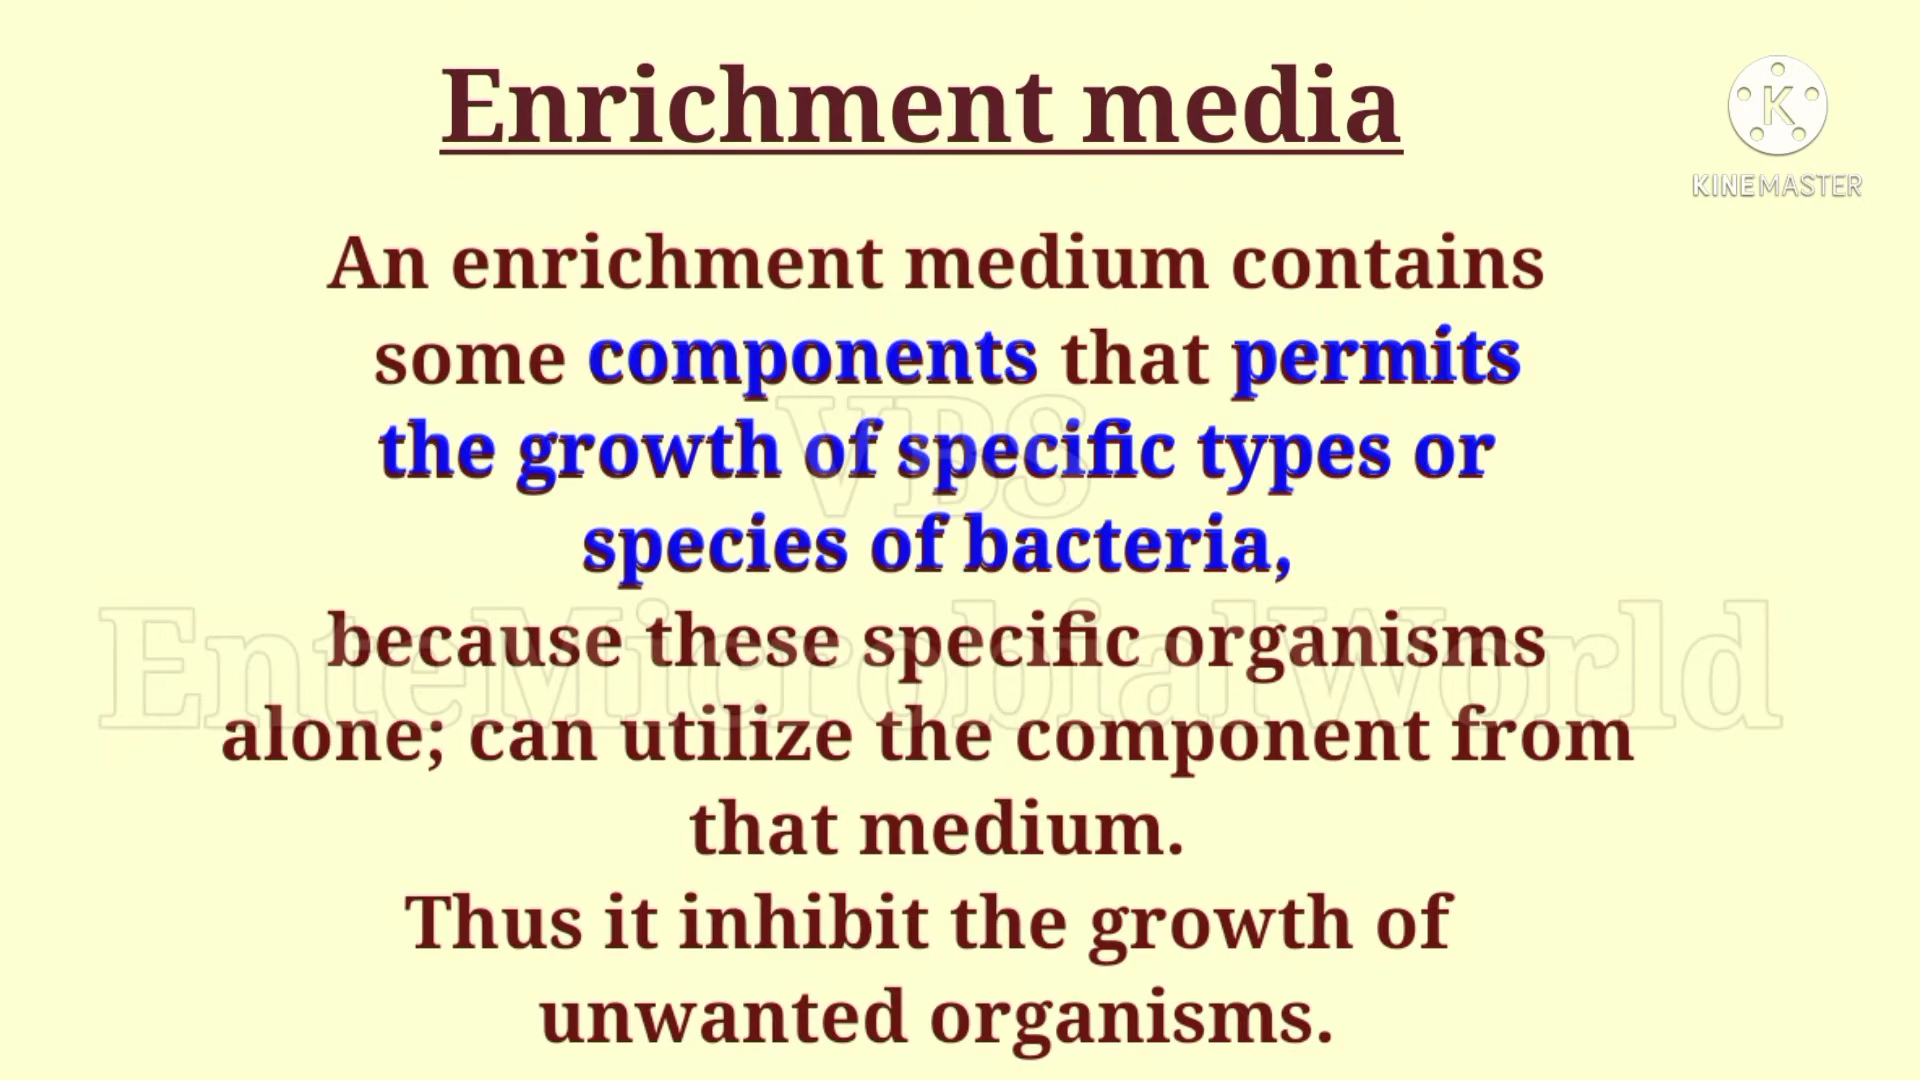 Enrichment media
K
KINEMASTER
An enrichment medium contains
some components that permits
the growth of specific types or
VBS
species of bacteria,
because these specific organisms
EnteMicrobialWorld
alone; can utilize the component from
that medium.
Thus it inhibit the growth of
unwanted organisms.